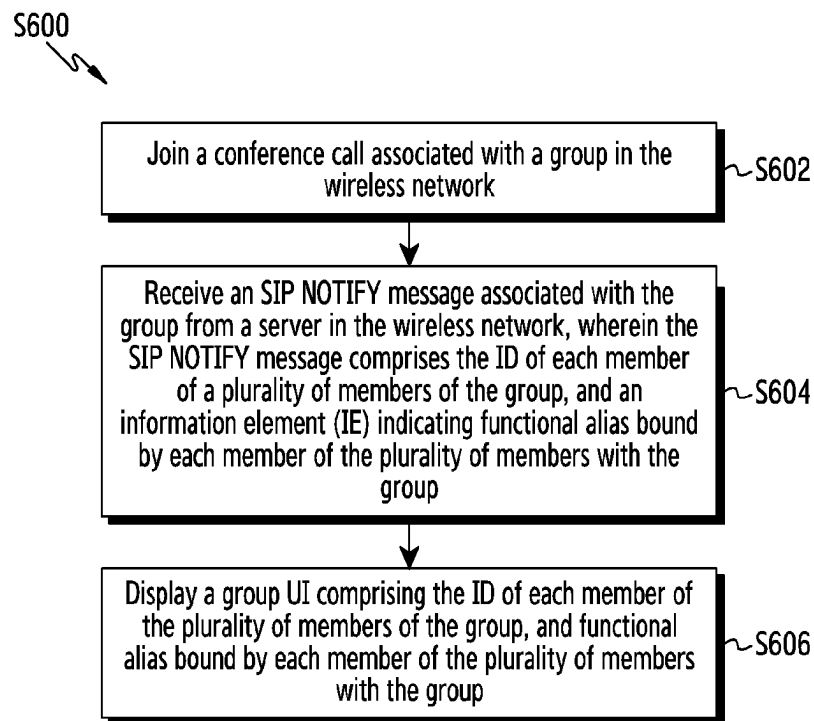 S600
Join a conference call associated with a group in the
wireless network
S602
Receive an SIP NOTIFY message associated with the
group from a server in the wireless network, wherein the
SIP NOTIFY message comprises the ID of each member
of a plurality of members of the group, and an
information element (IE) indicating functional alias bound
by each member of the plurality of members with the
group
S604
Display a group UI comprising the ID of each member of
the plurality of members of the group, and functional
alias bound by each member of the plurality of members
with the group
S606